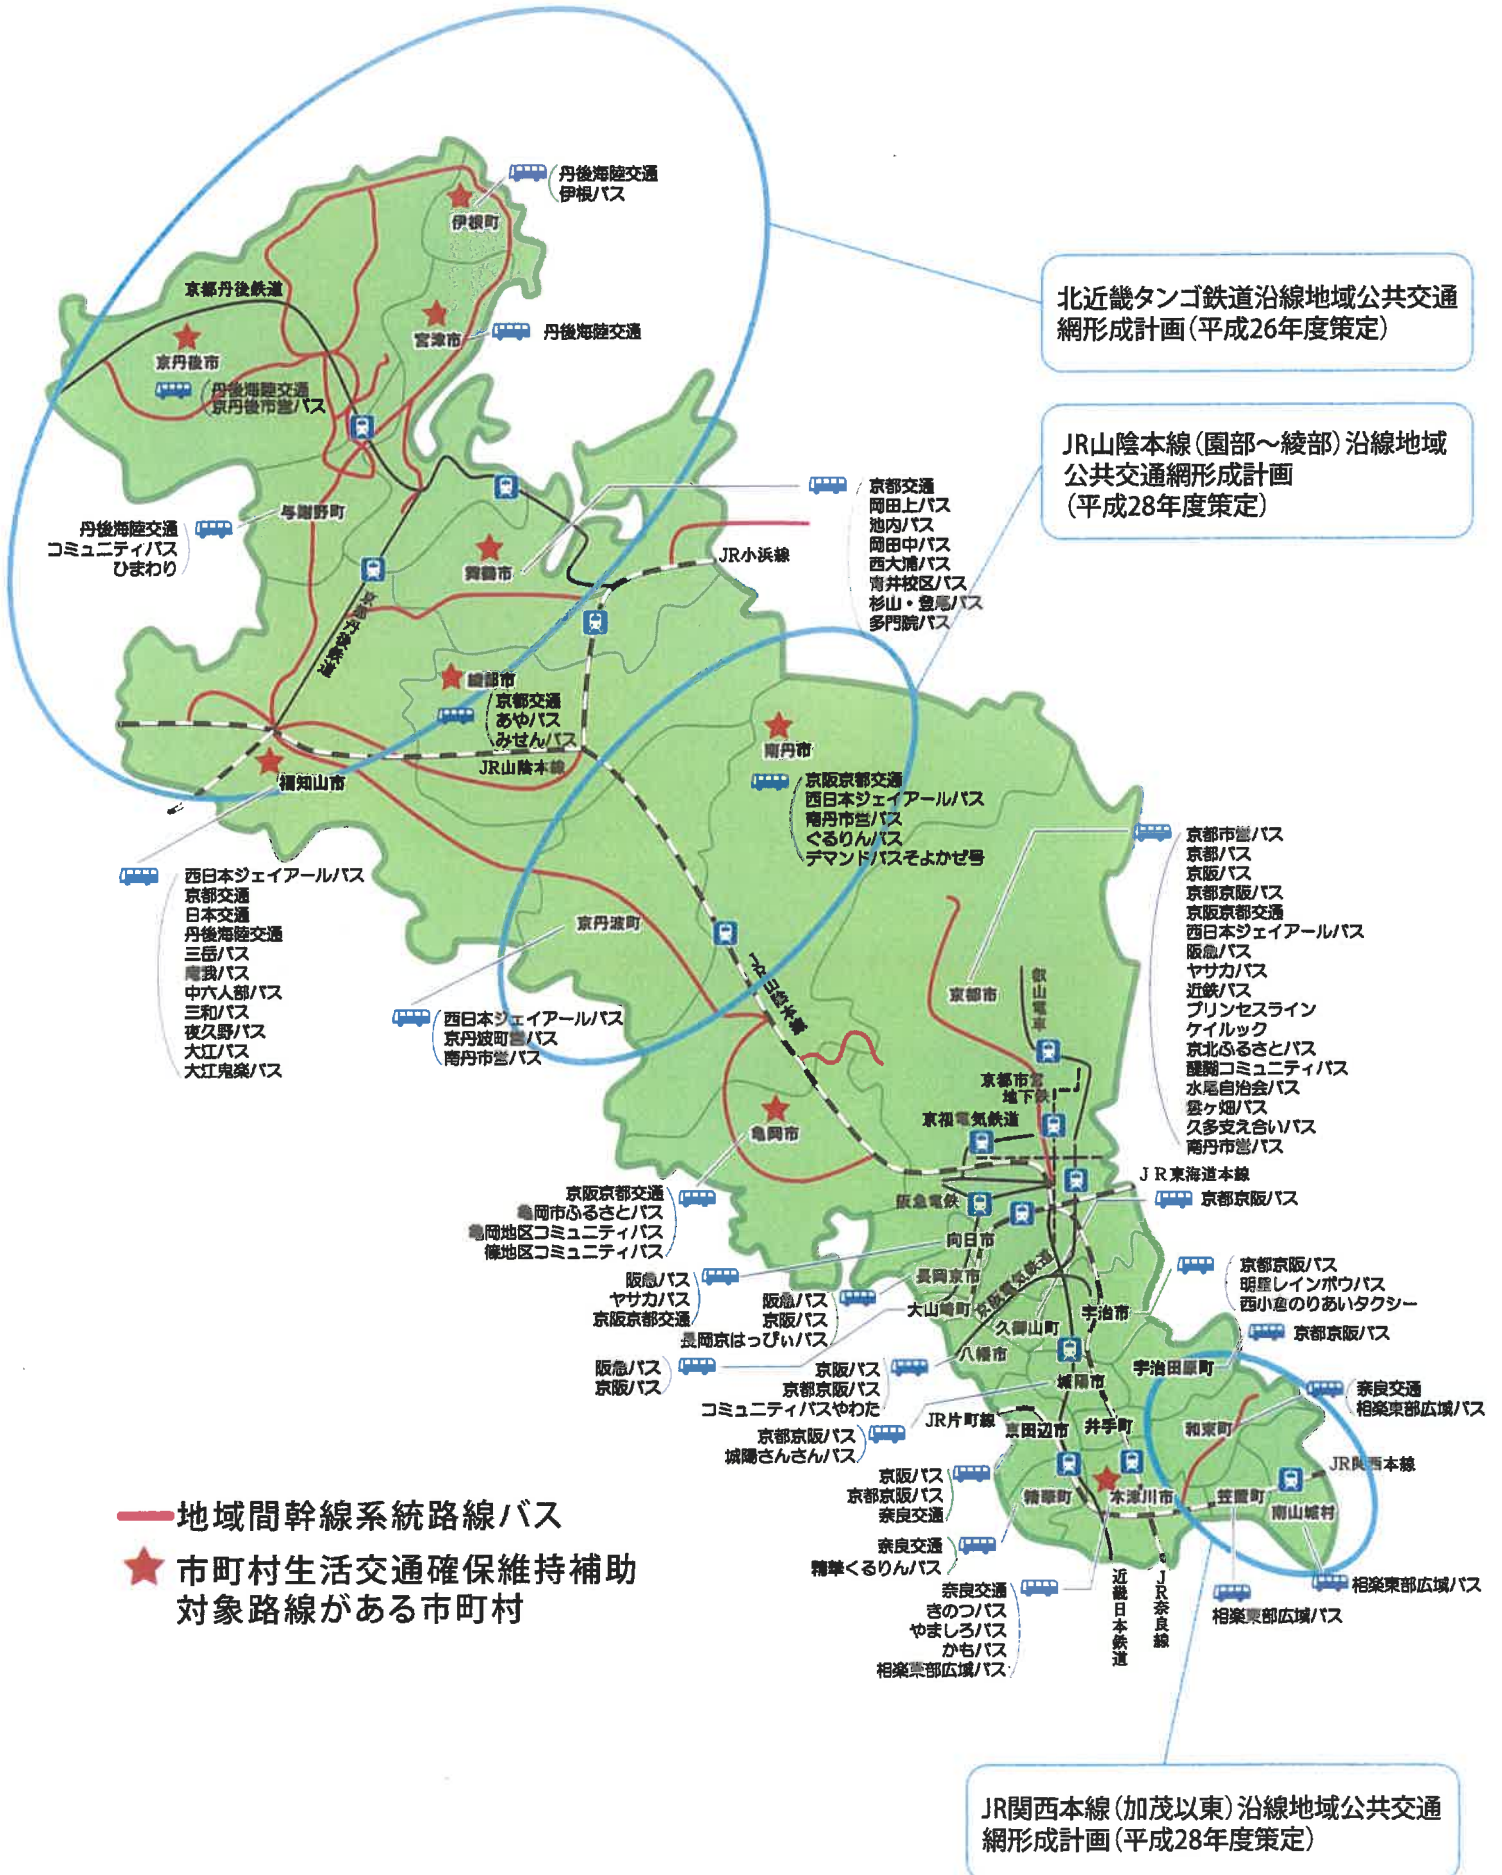 丹後海陸交通
伊根バス
伊根町
京都丹後鉄道
北近畿タンゴ鉄道沿線地域公共交通
網形成計画(平成26年度策定)
宮津市
丹後海陸交通
京丹後市
丹後海陸交通
京丹後市営バス
JR山陰本線(園部～綾部)沿線地域
公共交通網形成計画
(平成28年度策定)
与謝野町
丹後海陸交通
コミュニティバス
ひまわり
京都交通
岡田上バス
池内バス
岡田中バス
西大浦バス
青井校区バス
杉山・登尾バス
多門院バス
JR小浜線
舞鶴市
京都丹後鉄道
綾部市
京都交通
あやバス
みせんバス
JR山陰本線
福知山市
南丹市
京阪京都交通
西日本ジェイアールバス
南丹市営バス
ぐるりんバス
デマンドバスそよかぜ号
西日本ジェイアールバス
京都交通
日本交通
丹後海陸交通
三岳バス
庵我バス
中六人部バス
三和バス
夜久野バス
大江バス
大江鬼楽バス
京都市営バス
京都バス
京阪バス
京都京阪バス
京阪京都交通
西日本ジェイアールバス
阪急バス
ヤサカバス
近鉄バス
プリンセスライン
ケイルック
京北ふるさとバス
醍醐コミュニティバス
水尾自治会バス
雲ヶ畑バス
久多支え合いバス
南丹市営バス
京丹波町
西日本ジェイアールバス
京丹波町営バス
南丹市営バス
JR山陰本線
京都市
叡山電車
京都市営
地下鉄
京福電気鉄道
亀岡市
京阪京都交通
亀岡市ふるさとバス
亀岡地区コミュニティバス
篠地区コミュニティバス
JR東海道本線
京都京阪バス
阪急電鉄
向日市
阪急バス
ヤサカバス
京阪京都交通
長岡京市
阪急バス
京阪バス
長岡京はっぴぃバス
大山崎町
京阪電気鉄道
阪急バス
京阪バス
久御山町
宇治市
京都京阪バス
明星レインボウバス
西小倉のりあいタクシー
京都京阪バス
宇治田原町
八幡市
京阪バス
京都京阪バス
コミュニティバスやわた
城陽市
京都京阪バス
城陽さんさんバス
JR片町線
京田辺市
井手町
和束町
奈良交通
相楽東部広域バス
京阪バス
京都京阪バス
奈良交通
精華町
木津川市
笠置町
南山城村
JR関西本線
奈良交通
精華くるりんバス
奈良交通
きのつバス
やましろバス
かもバス
相楽東部広域バス
近畿日本鉄道
JR奈良線
相楽東部広域バス
相楽東部広域バス
地域間幹線系統路線バス
市町村生活交通確保維持補助
対象路線がある市町村
JR関西本線(加茂以東)沿線地域公共交通
網形成計画(平成28年度策定)